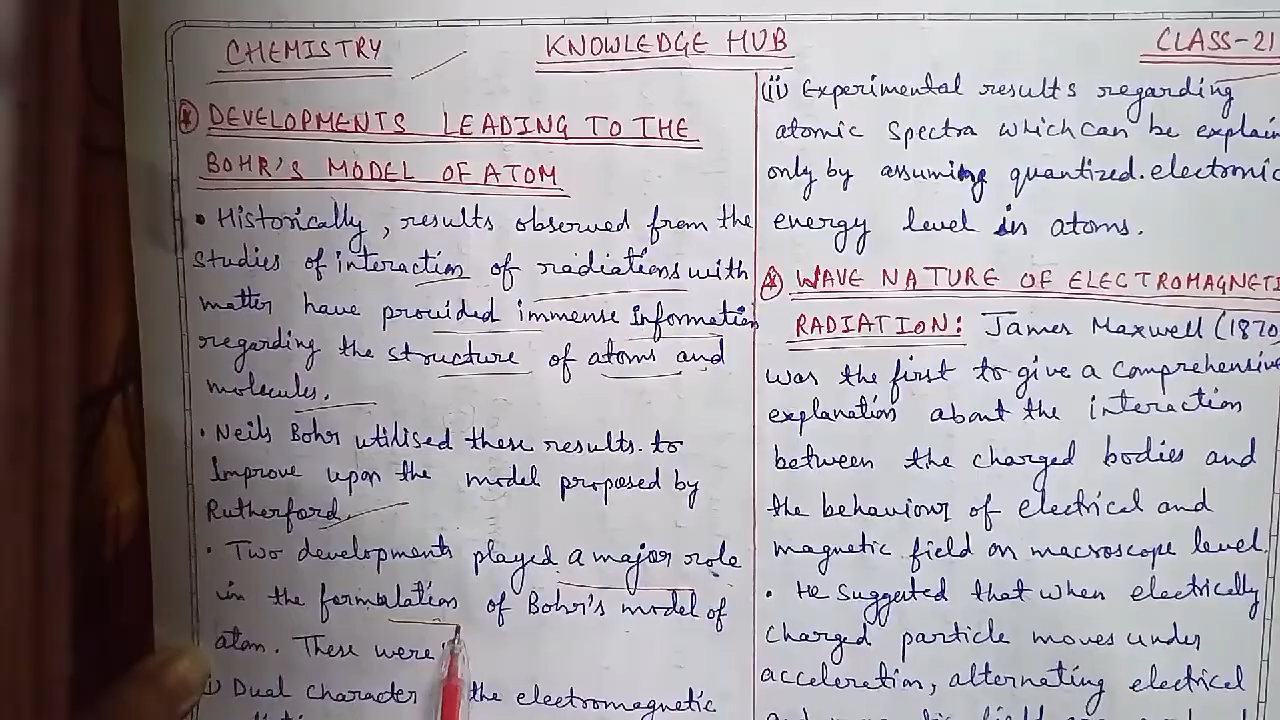 CHEMISTRY
KNOWLEDGE HUB
CLASS-21
DEVELOPMENTS LEADING TO THE
BOHR'S MODEL OF ATOM
• Historically, results observed from the
studies of interaction of radiations with
matter have provided immense information
regarding the structure of atoms and
molecules.
• Neils Bohr utilised these results. to
Improve upon the model proposed by
Rutherford.
• Two developments played a major role
in the formulation of Bohr's model of
atom. These were
i) Dual character the electromagnetic
(ii) Experimental results regarding
atomic spectra which can be explain
only by assuming quantized. electronic
energy level in atoms.
WAVE NATURE OF ELECTROMAGNETI
RADIATION: James Maxwell (1870
was the first to give a comprehensive
explanation about the interaction
between the charged bodies and
the behaviour of electrical and
magnetic field on macroscope level.
• He suggested that when electrically
charged particle moves under
acceleration, alternating electrical